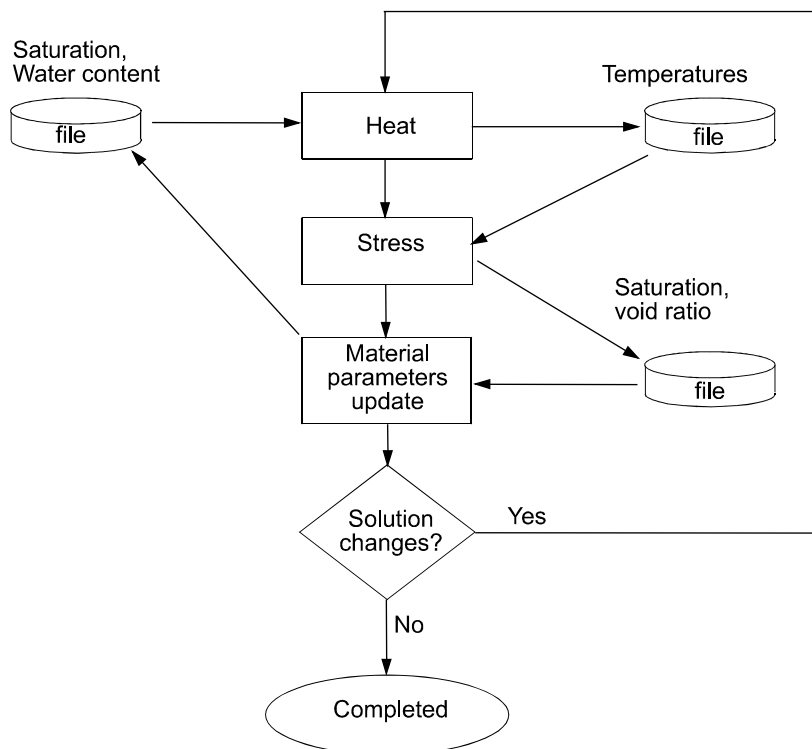 Saturation,
Water content
file
Heat
Temperatures
file
Stress
Saturation,
void ratio
file
Material
parameters
update
Solution
changes?
Yes
No
Completed